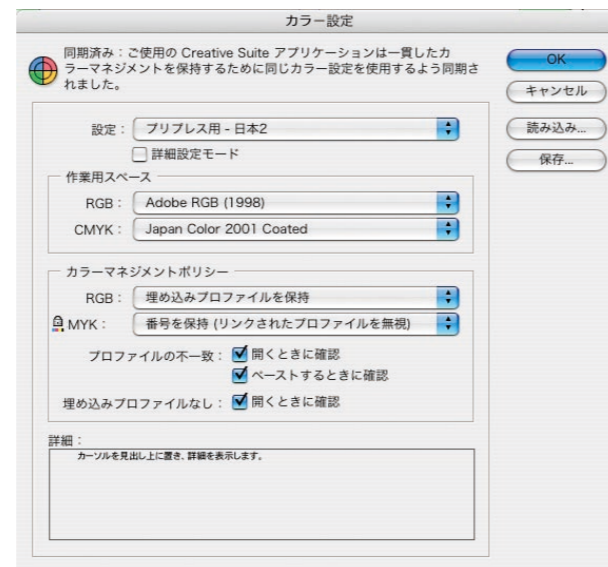 カラー設定
同期済み：ご使用の Creative Suite アプリケーションは一貫したカ
ラーマネジメントを保持するために同じカラー設定を使用するよう同期さ
れました。
OK
キャンセル
読み込み...
保存...
設定： プリプレス用 - 日本2
詳細設定モード
作業用スペース
RGB： Adobe RGB (1998)
CMYK： Japan Color 2001 Coated
カラーマネジメントポリシー
RGB： 埋め込みプロファイルを保持
MYK： 番号を保持 (リンクされたプロファイルを無視)
プロファイルの不一致： 開くときに確認
ペーストするときに確認
埋め込みプロファイルなし： 開くときに確認
詳細：
カーソルを見出し上に置き、詳細を表示します。